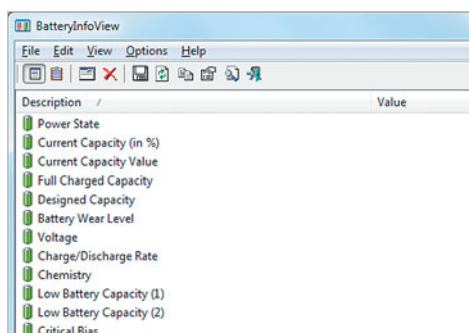 BatteryInfoView
File Edit View Options Help
Description / Value
Power State
Current Capacity (in %)
Current Capacity Value
Full Charged Capacity
Designed Capacity
Battery Wear Level
Voltage
Charge/Discharge Rate
Chemistry
Low Battery Capacity (1)
Low Battery Capacity (2)
Critical Bias